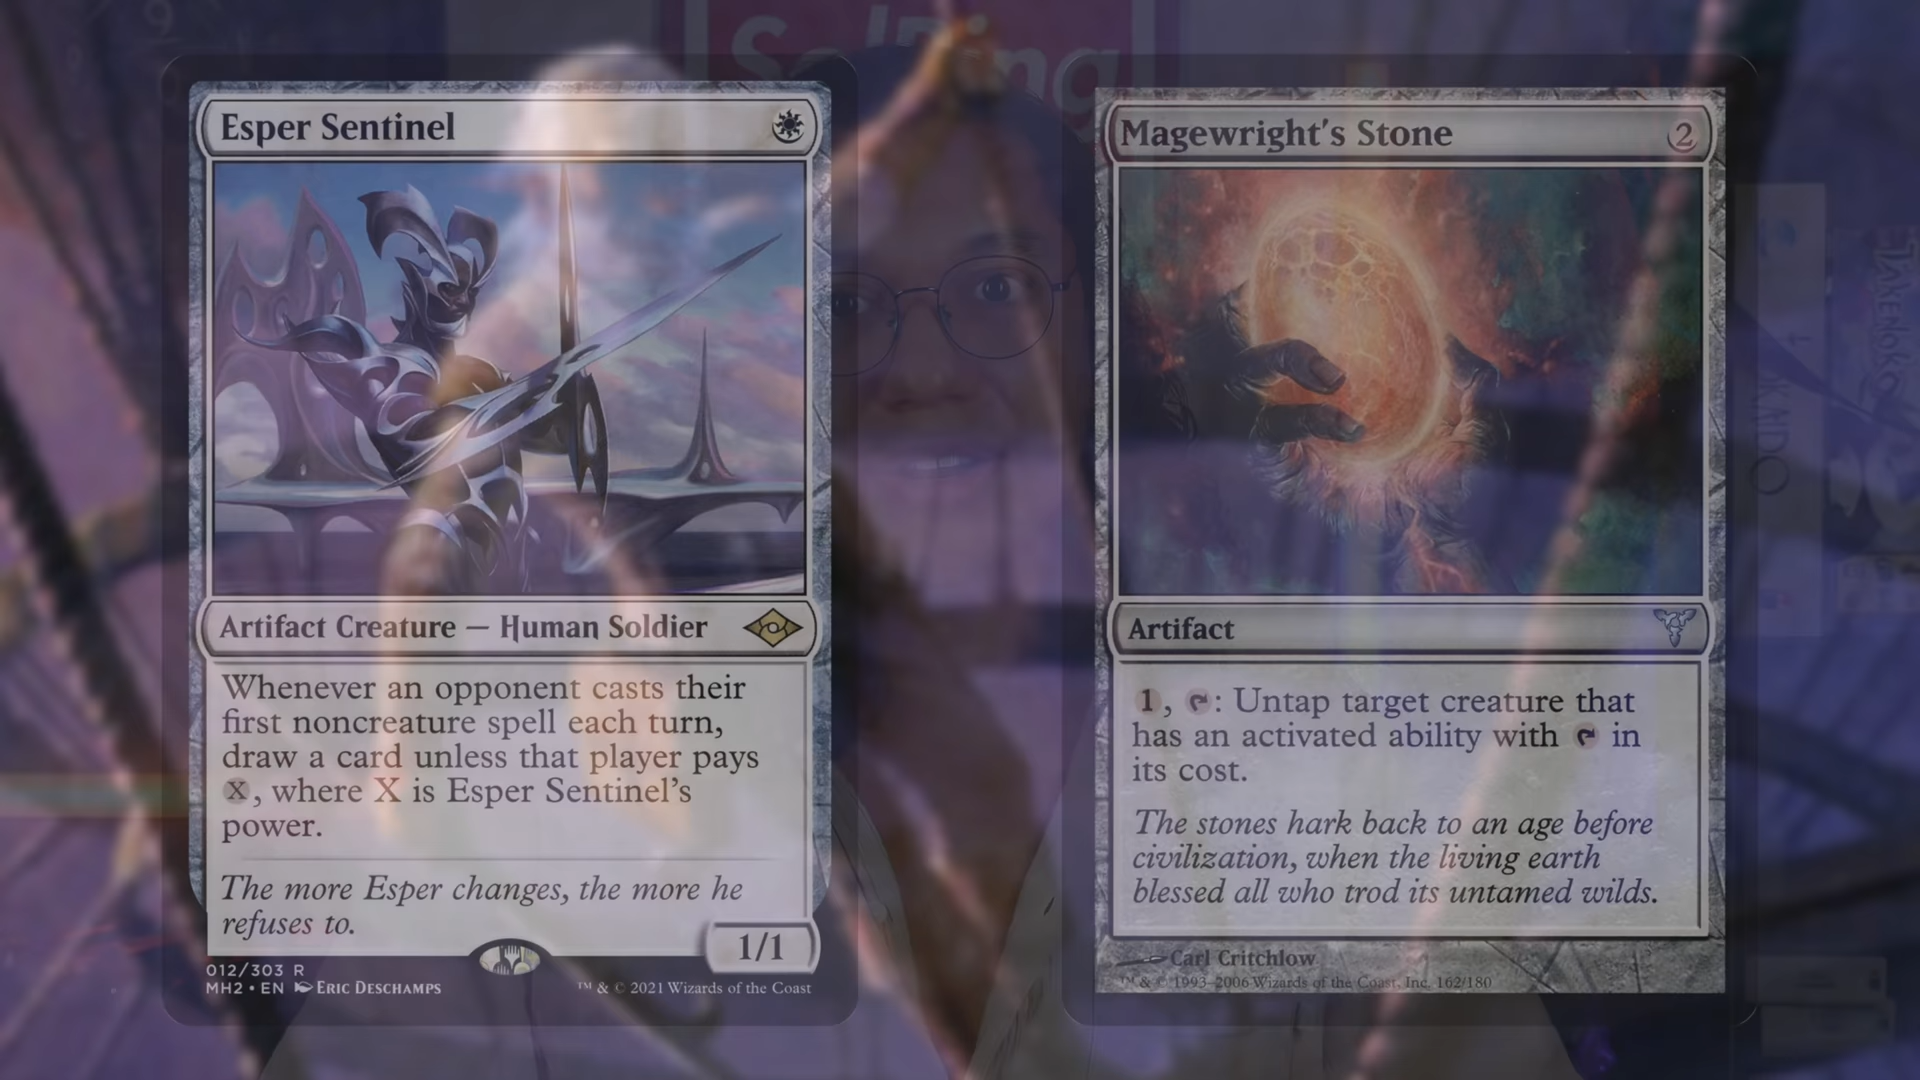 SolRing
Esper Sentinel
Artifact Creature — Human Soldier
Whenever an opponent casts their
first noncreature spell each turn,
draw a card unless that player pays
X, where X is Esper Sentinel's
power.
The more Esper changes, the more he
refuses to.
1/1
012/303 R
MH2 • EN ERIC DESCHAMPS
™ & © 2021 Wizards of the Coast
Magewright's Stone
2
Artifact
1, : Untap target creature that
has an activated ability with in
its cost.
The stones hark back to an age before
civilization, when the living earth
blessed all who trod its untamed wilds.
Carl Critchlow
™ & © 1993–2006 Wizards of the Coast, Inc. 162/180
TAKENOKO